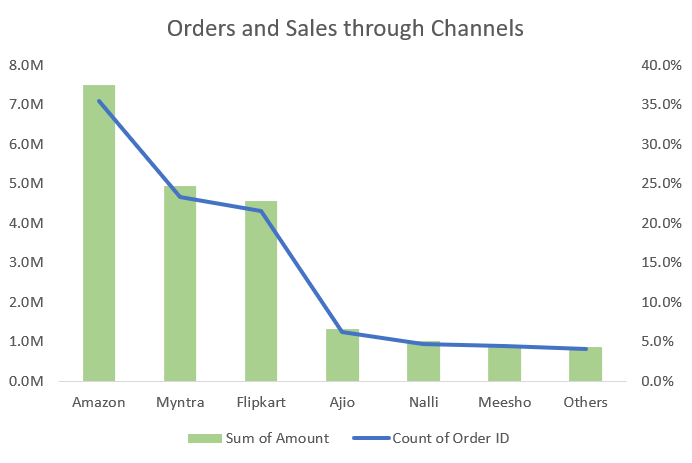 Orders and Sales through Channels
8.0M 40.0%
7.0M 35.0%
6.0M 30.0%
5.0M 25.0%
4.0M 20.0%
3.0M 15.0%
2.0M 10.0%
1.0M 5.0%
0.0M 0.0%
Amazon Myntra Flipkart Ajio Nalli Meesho Others
Sum of Amount Count of Order ID